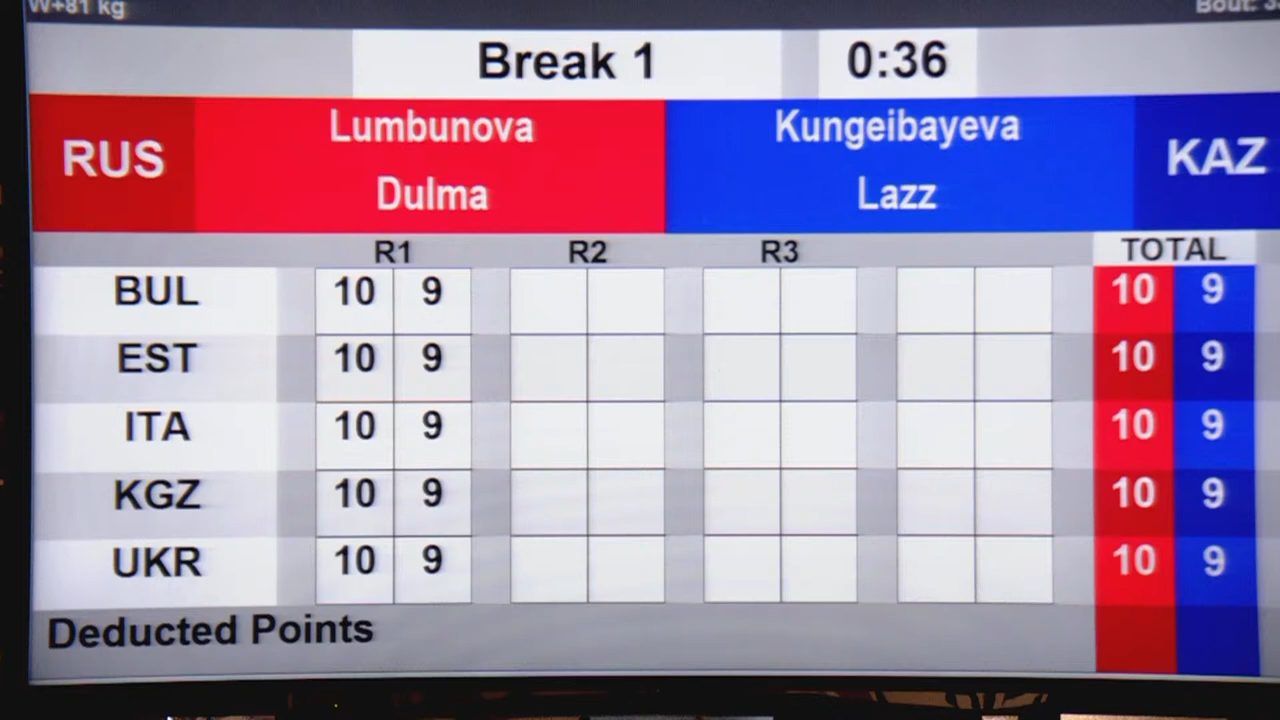 W+81 kg Bout:
Break 1 0:36
RUS Lumbunova Dulma Kungeibayeva Lazz KAZ
R1 R2 R3 TOTAL
BUL 10 9 10 9
EST 10 9 10 9
ITA 10 9 10 9
KGZ 10 9 10 9
UKR 10 9 10 9
Deducted Points